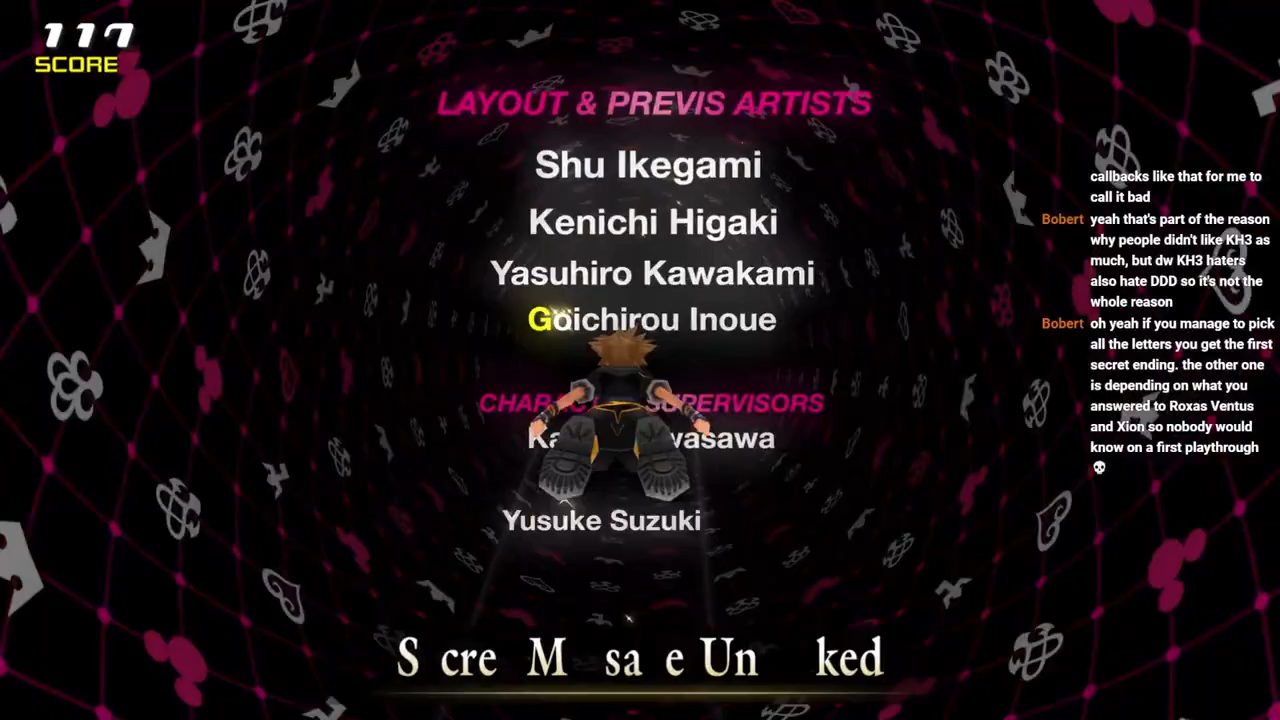 117
SCORE
LAYOUT & PREVIS ARTISTS
Shu Ikegami
Kenichi Higaki
Yasuhiro Kawakami
Goichirou Inoue
SUPERVISORS
Yusuke Suzuki
S cre M sa e Un ked
callbacks like that for me to
call it bad
Bobert yeah that's part of the reason
why people didn't like KH3 as
much, but dw KH3 haters
also hate DDD so it's not the
whole reason
Bobert oh yeah if you manage to pick
all the letters you get the first
secret ending. the other one
is depending on what you
answered to Roxas Ventus
and Xion so nobody would
know on a first playthrough
💀